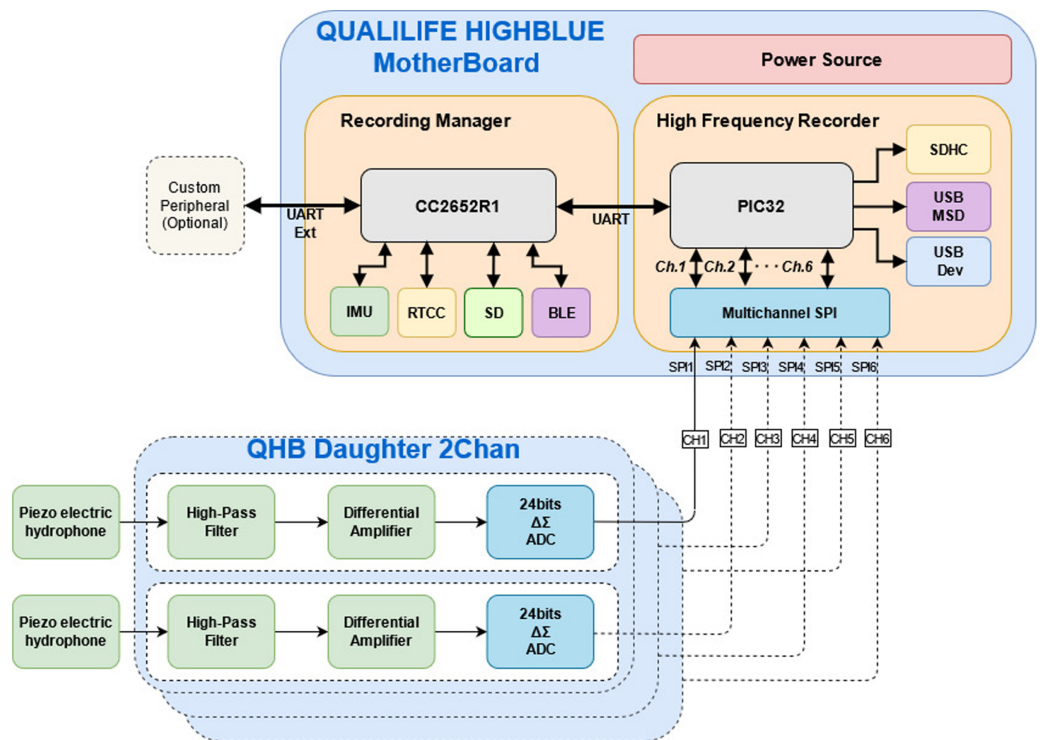 QUALILIFE HIGHBLUE
MotherBoard
Power Source
Recording Manager
High Frequency Recorder
Custom
Peripheral
(Optional)
UART
Ext
CC2652R1
UART
PIC32
SDHC
USB
MSD
USB
Dev
IMU
RTCC
SD
BLE
Ch.1
Ch.2
· · · Ch.6
Multichannel SPI
SPI1
SPI2
SPI3
SPI4
SPI5
SPI6
CH1
CH2
CH3
CH4
CH5
CH6
QHB Daughter 2Chan
Piezo electric
hydrophone
High-Pass
Filter
Differential
Amplifier
24bits
ΔΣ
ADC
Piezo electric
hydrophone
High-Pass
Filter
Differential
Amplifier
24bits
ΔΣ
ADC